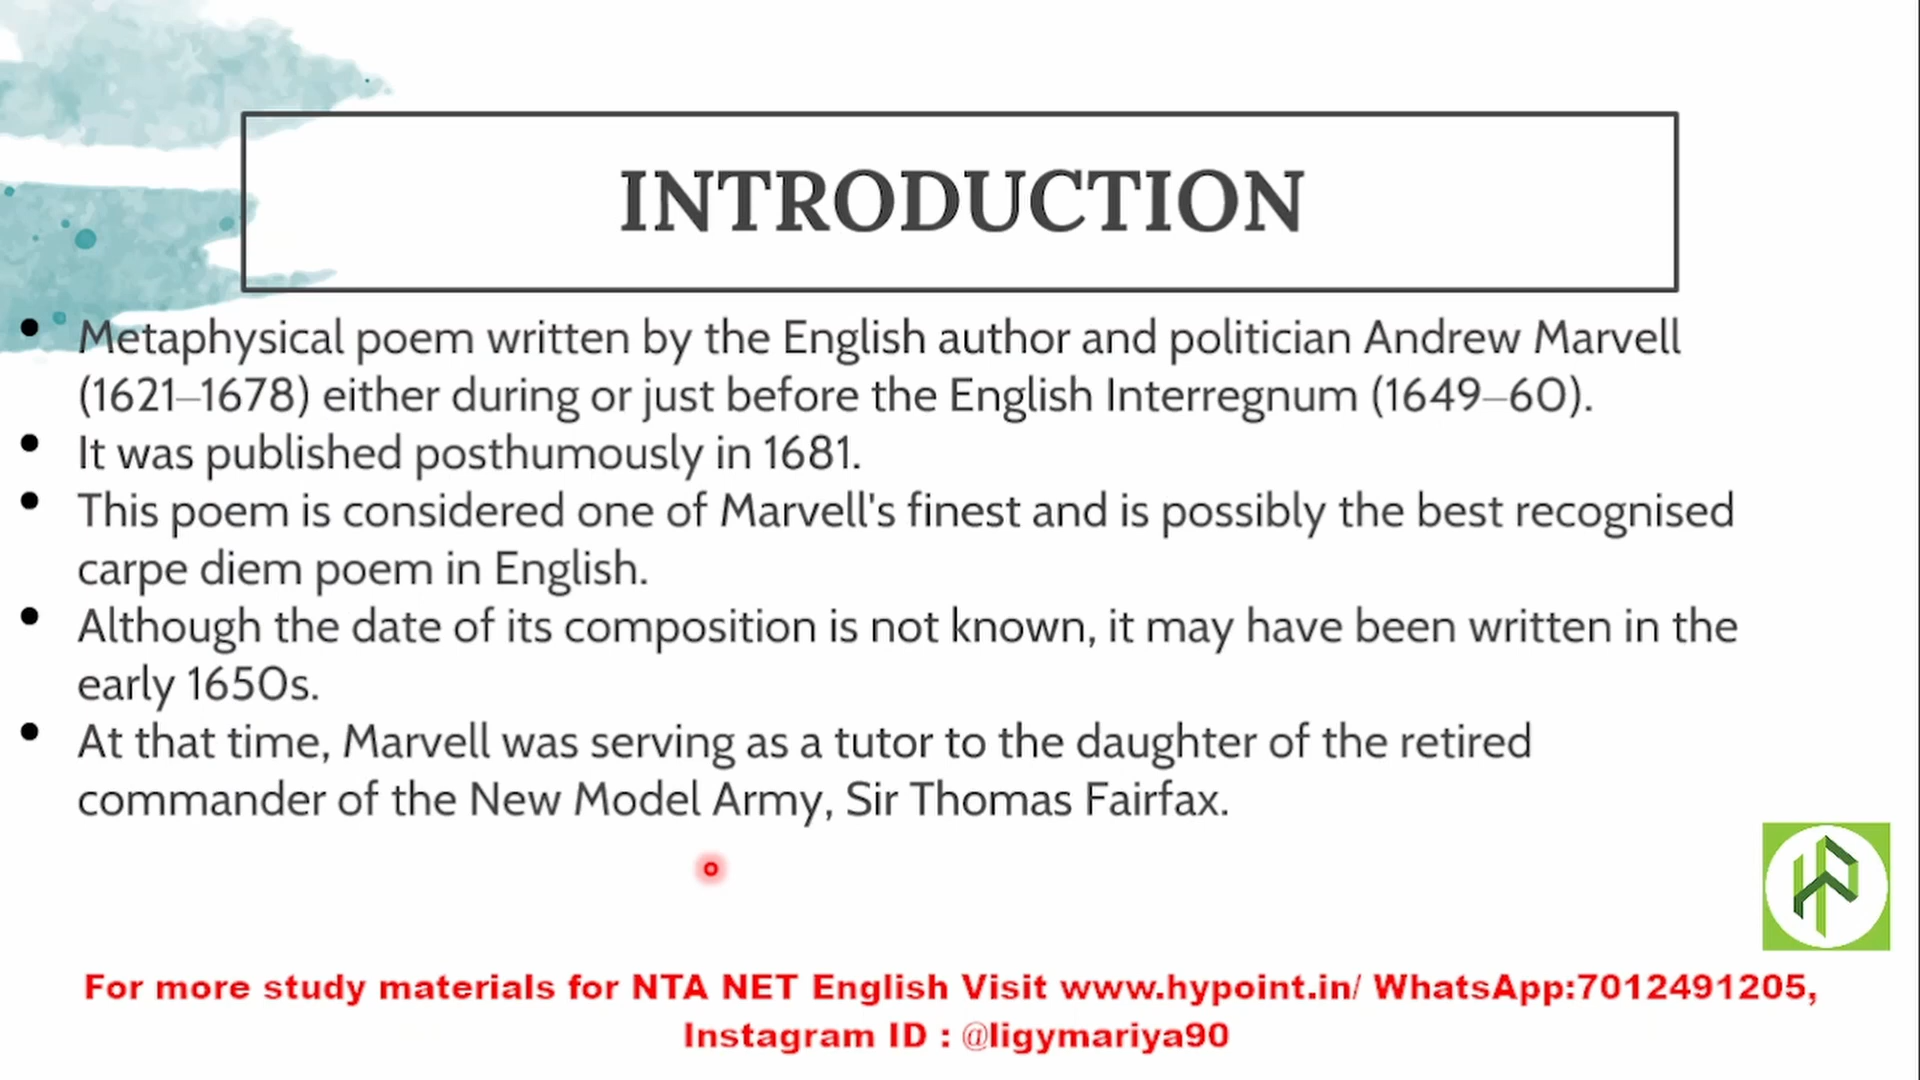 INTRODUCTION
• Metaphysical poem written by the English author and politician Andrew Marvell
(1621–1678) either during or just before the English Interregnum (1649–60).
• It was published posthumously in 1681.
• This poem is considered one of Marvell's finest and is possibly the best recognised
carpe diem poem in English.
• Although the date of its composition is not known, it may have been written in the
early 1650s.
• At that time, Marvell was serving as a tutor to the daughter of the retired
commander of the New Model Army, Sir Thomas Fairfax.
For more study materials for NTA NET English Visit www.hypoint.in/ WhatsApp:7012491205,
Instagram ID : @ligymariya90